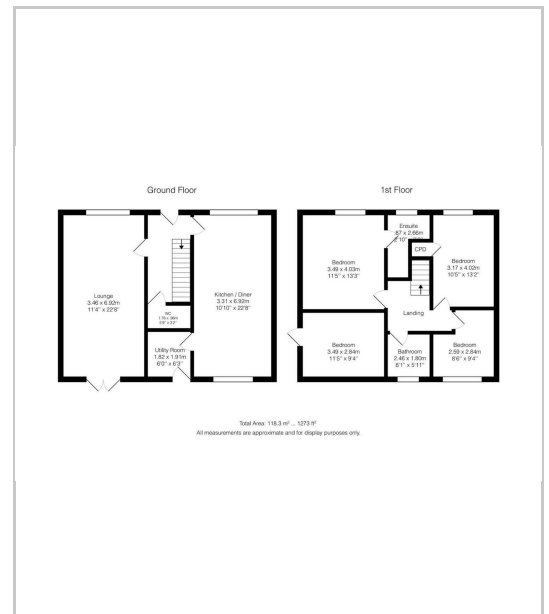 Ground Floor
1st Floor
Lounge
3.46 x 6.92m
11'4" x 22'8"
Kitchen / Diner
3.31 x 6.92m
10'10" x 22'8"
WC
Utility Room
1.82 x 1.91m
6'0" x 6'3"
Ensuite
.87 x 2.66m
CPD
Bedroom
3.49 x 4.03m
11'5" x 13'3"
Bedroom
3.17 x 4.02m
10'5" x 13'2"
Landing
Bedroom
3.49 x 2.84m
11'5" x 9'4"
Bathroom
2.46 x 1.80m
8'1" x 5'11"
Bedroom
2.59 x 2.84m
8'6" x 9'4"
Total Area: 118.3 m² ... 1273 ft²
All measurements are approximate and for display purposes only.